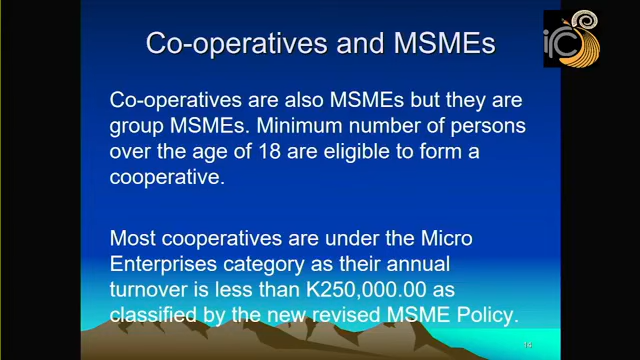 Co-operatives and MSMEs
IPC
Co-operatives are also MSMEs but they are
group MSMEs. Minimum number of persons
over the age of 18 are eligible to form a
cooperative.
Most cooperatives are under the Micro
Enterprises category as their annual
turnover is less than K250,000.00 as
classified by the new revised MSME Policy.
14